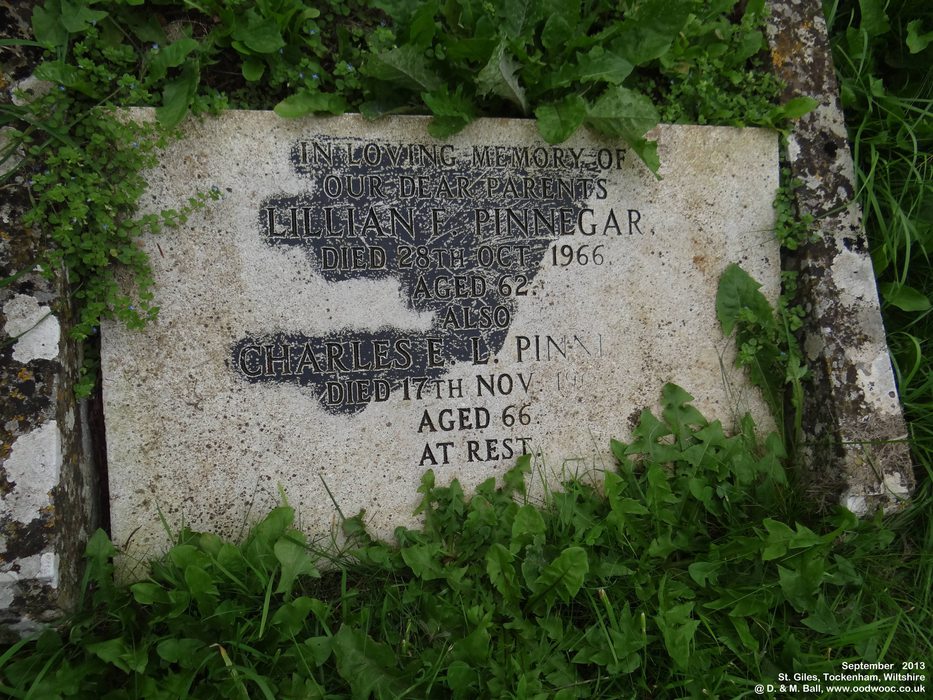 IN LOVING MEMORY OF
OUR DEAR PARENTS
LILLIAN F. PINNEGAR,
DIED 28TH OCT. 1966
AGED 62.
ALSO
CHARLES E. L. PINN
DIED 17TH NOV.
AGED 66.
AT REST.
September 2013
St. Giles, Tockenham, Wiltshire
@ D. & M. Ball, www.oodwooc.co.uk